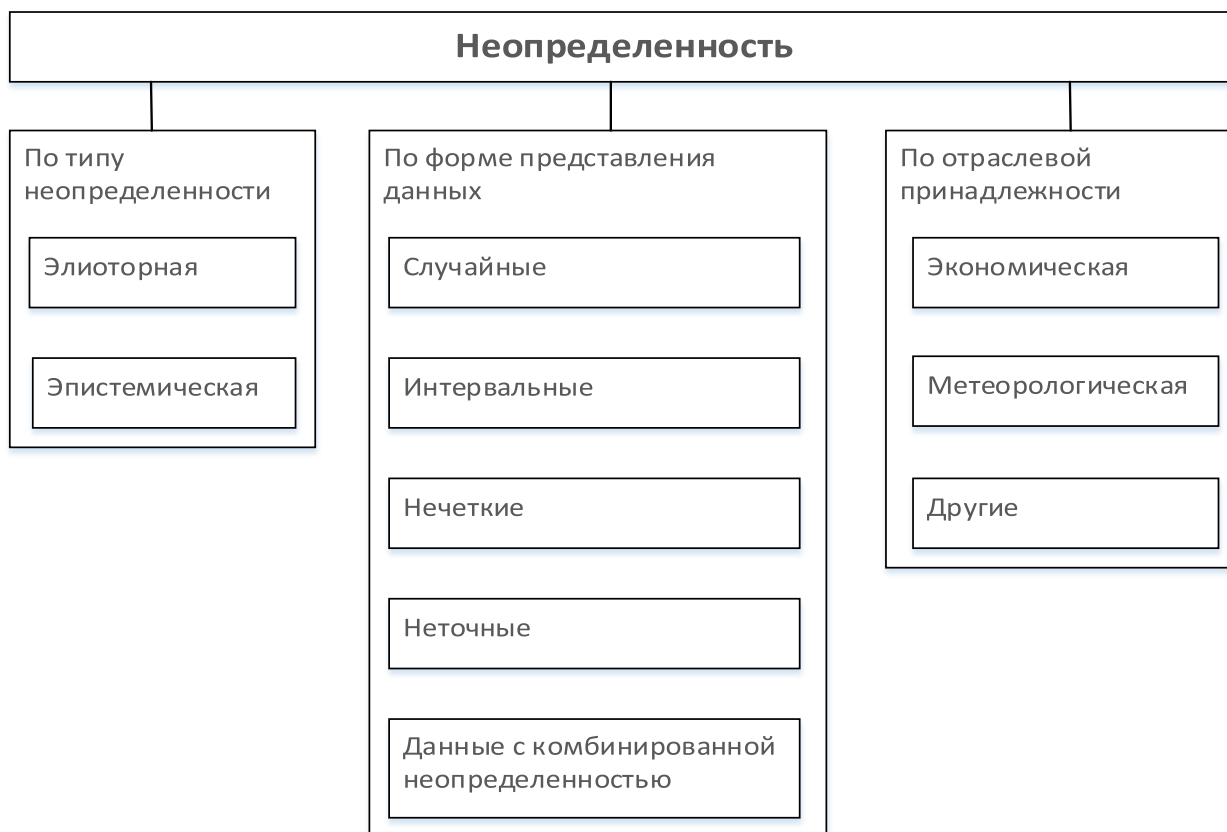 Неопределенность
По типу
неопределенности
Элиоторная
Эпистемическая
По форме представления
данных
Случайные
Интервальные
Нечеткие
Неточные
Данные с комбинированной
неопределенностью
По отраслевой
принадлежности
Экономическая
Метеорологическая
Другие